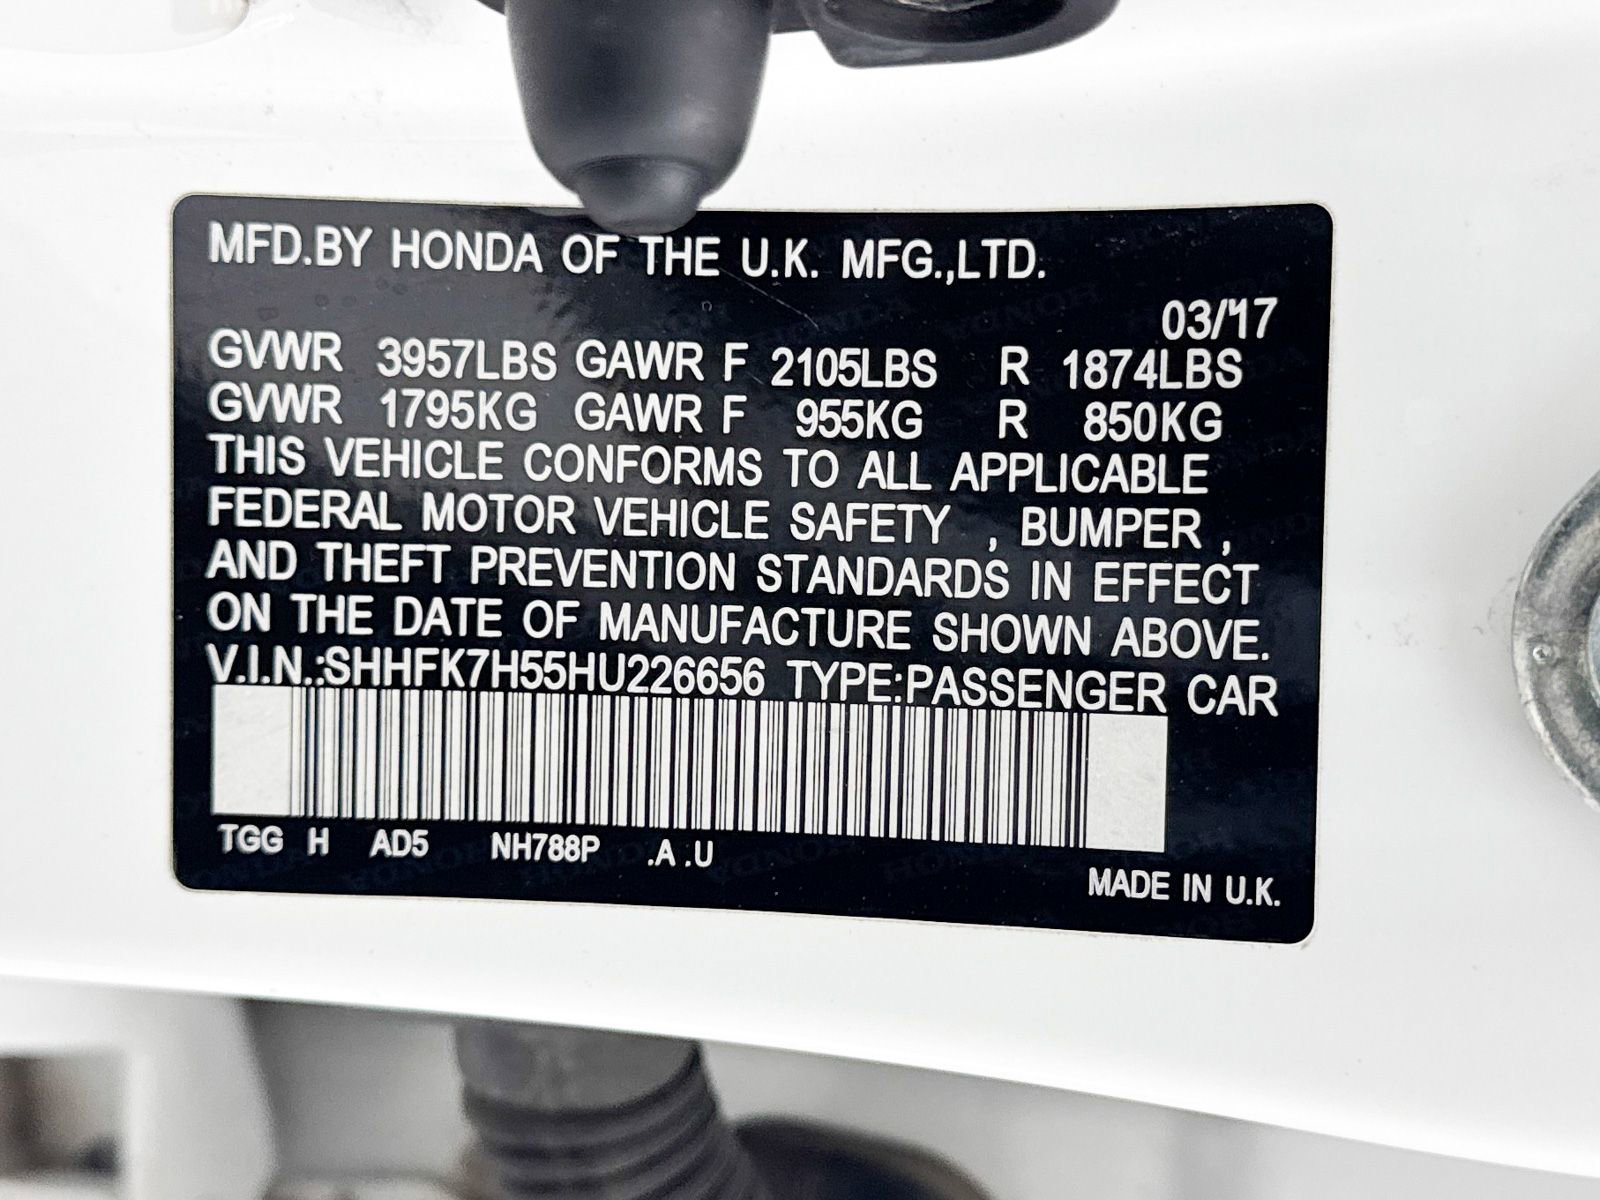 MFD.BY HONDA OF THE U.K. MFG.,LTD.
03/'17
GVWR 3957LBS GAWR F 2105LBS R 1874LBS
GVWR 1795KG GAWR F 955KG R 850KG
THIS VEHICLE CONFORMS TO ALL APPLICABLE
FEDERAL MOTOR VEHICLE SAFETY , BUMPER ,
AND THEFT PREVENTION STANDARDS IN EFFECT
ON THE DATE OF MANUFACTURE SHOWN ABOVE.
V.I.N.:SHHFK7H55HU226656 TYPE:PASSENGER CAR
TGG H AD5 NH788P .A .U
MADE IN U.K.